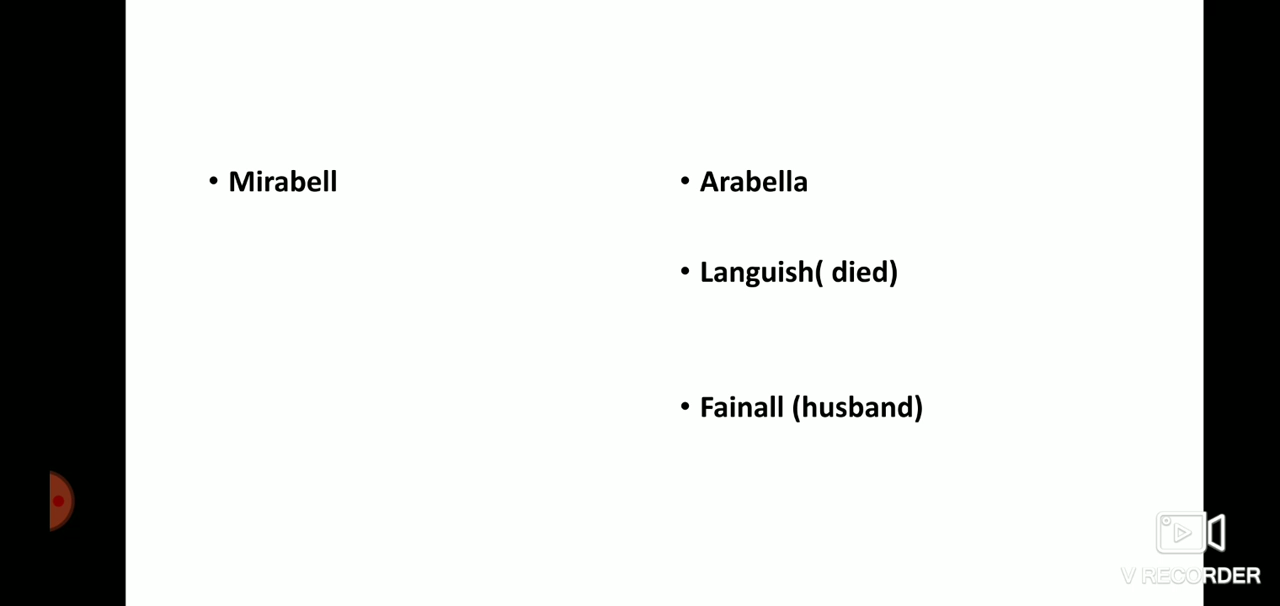 • Mirabell
• Arabella
• Languish( died)
• Fainall (husband)
V RECORDER